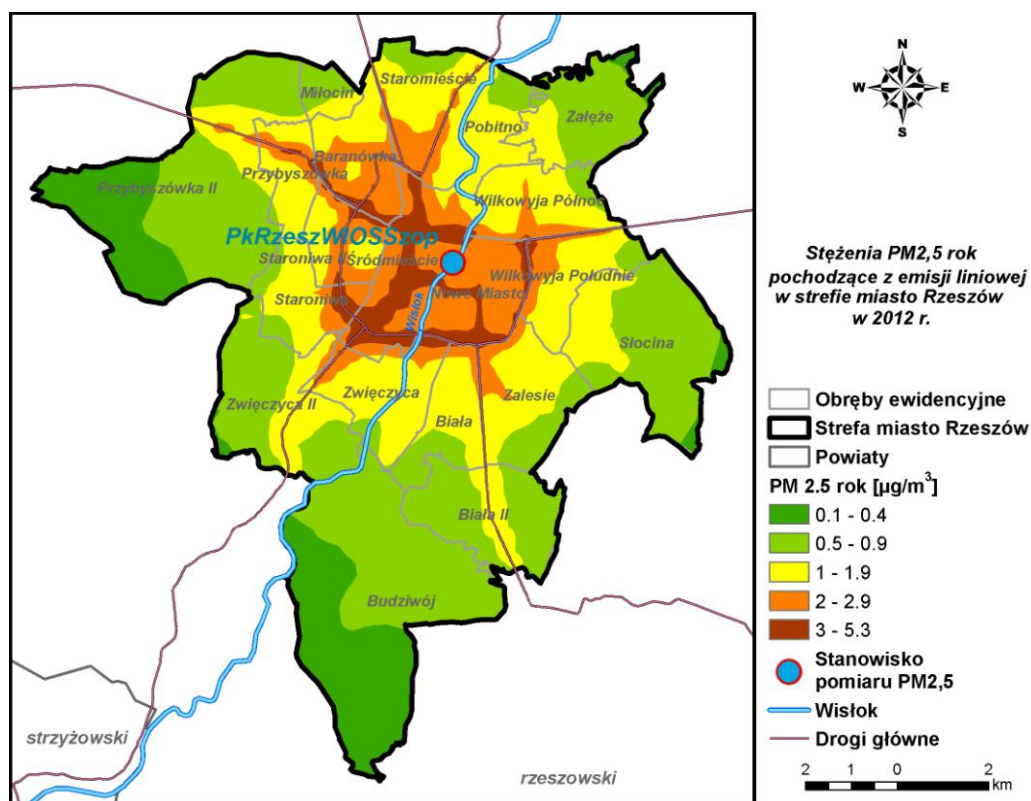 Staromieście
Miłocin
Załęże
Pobitno
Baranówka
Przybyszówka
Przybyszówka II
Wilkowyja Północ
PkRzeszWIOSSzop
Staroniwa II
Śródmieście
Wilkowyja Południe
Staroniwa
Nowe Miasto
Wisłok
Słocina
Zwięczyca
Zalesie
Zwięczyca II
Biała
Biała II
Budziwój
strzyżowski
rzeszowski
N
W E
S
Stężenia PM2,5 rok
pochodzące z emisji liniowej
w strefie miasto Rzeszów
w 2012 r.
Obręby ewidencyjne
Strefa miasto Rzeszów
Powiaty
PM 2.5 rok [µg/m³]
0.1 - 0.4
0.5 - 0.9
1 - 1.9
2 - 2.9
3 - 5.3
Stanowisko
pomiaru PM2,5
Wisłok
Drogi główne
2 1 0 2
km